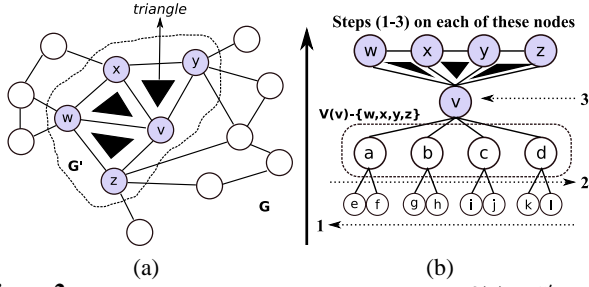 triangle
x
y
w
v
z
G'
G
(a)
Steps (1-3) on each of these nodes
w x y z
v
3
V(v)-{w,x,y,z}
a b c d
2
e f g h i j k l
1
(b)